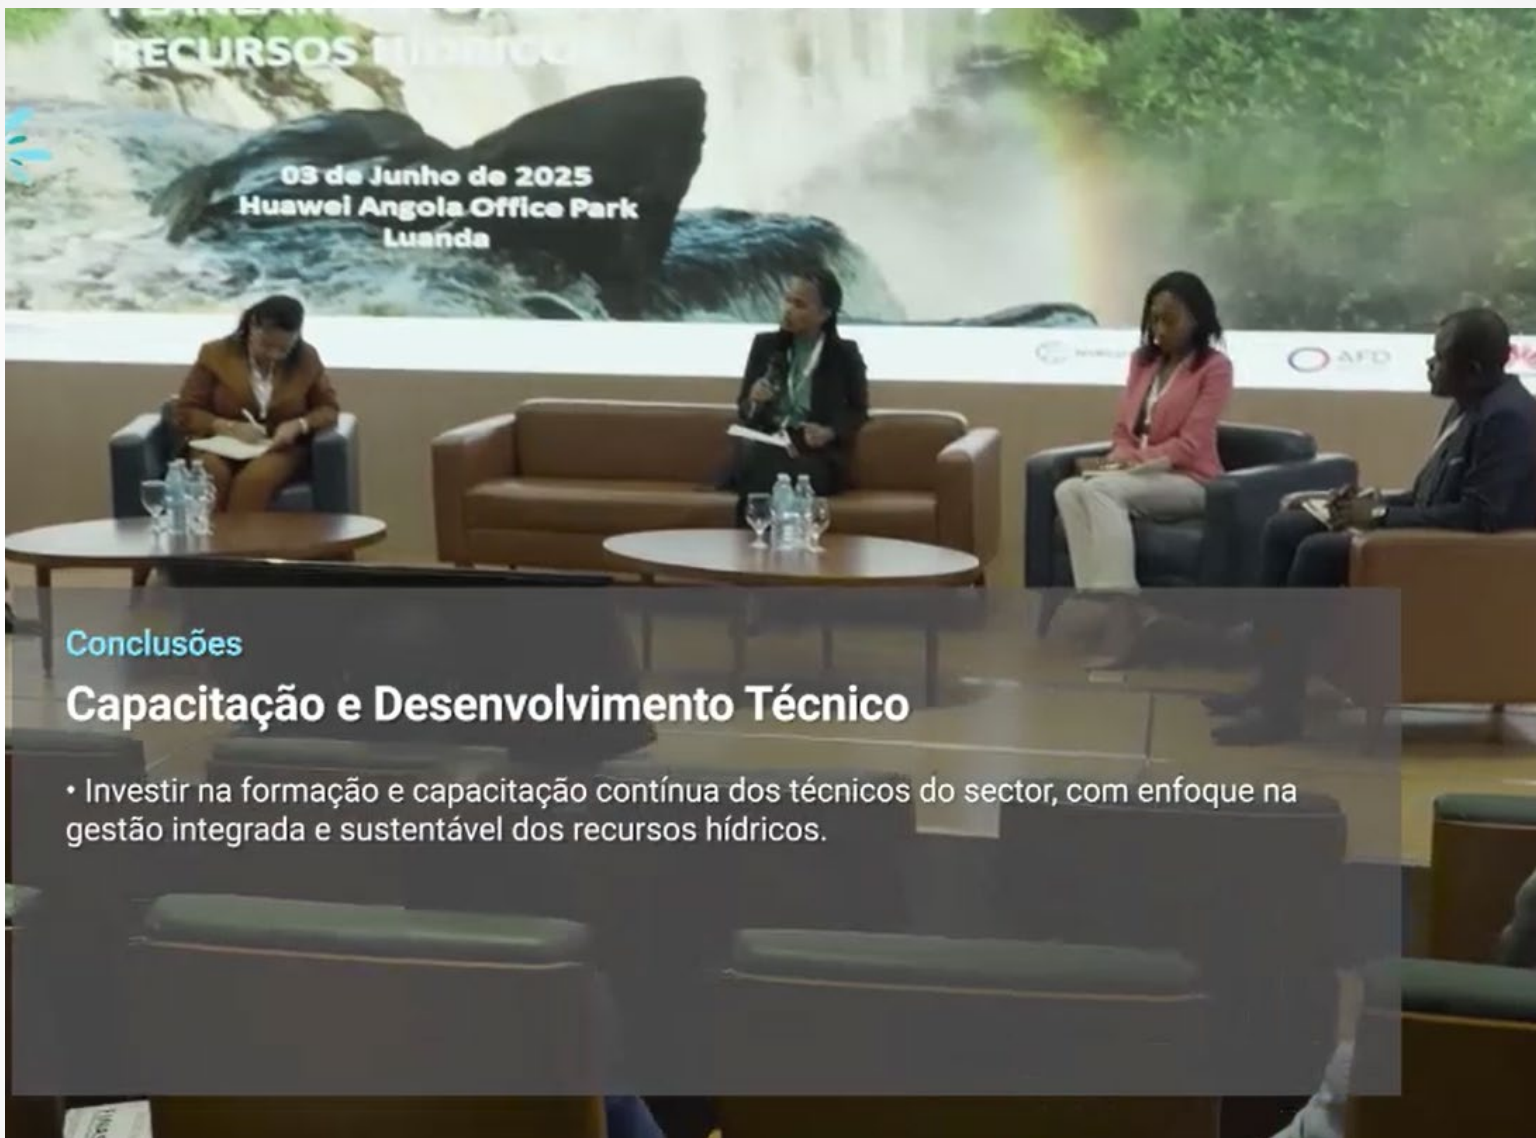 RECURSOS HÍDRICO
03 de Junho de 2025
Huawei Angola Office Park
Luanda
AFD
Conclusões
Capacitação e Desenvolvimento Técnico
• Investir na formação e capacitação contínua dos técnicos do sector, com enfoque na
gestão integrada e sustentável dos recursos hídricos.